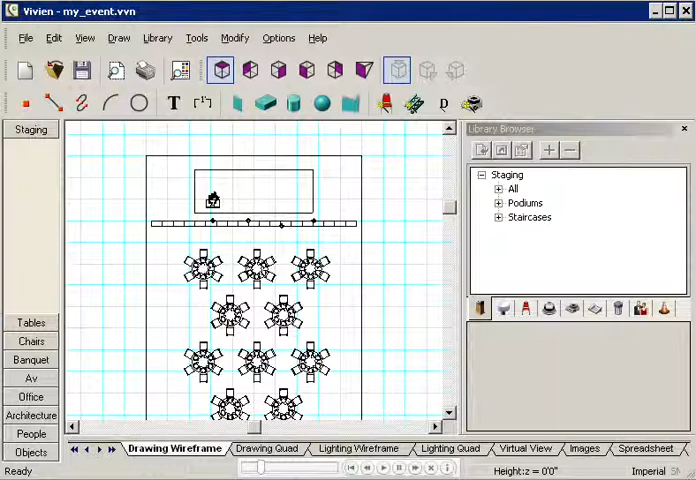 Vivien - my_event.vvn
File Edit View Draw Library Tools Modify Options Help
T 1' D
Staging
Library Browser
Staging
All
Podiums
Staircases
Tables
Chairs
Banquet
Av
Office
Architecture
People
Objects
Drawing Wireframe Drawing Quad Lighting Wireframe Lighting Quad Virtual View Images Spreadsheet
Ready Height:z = 0'0" Imperial